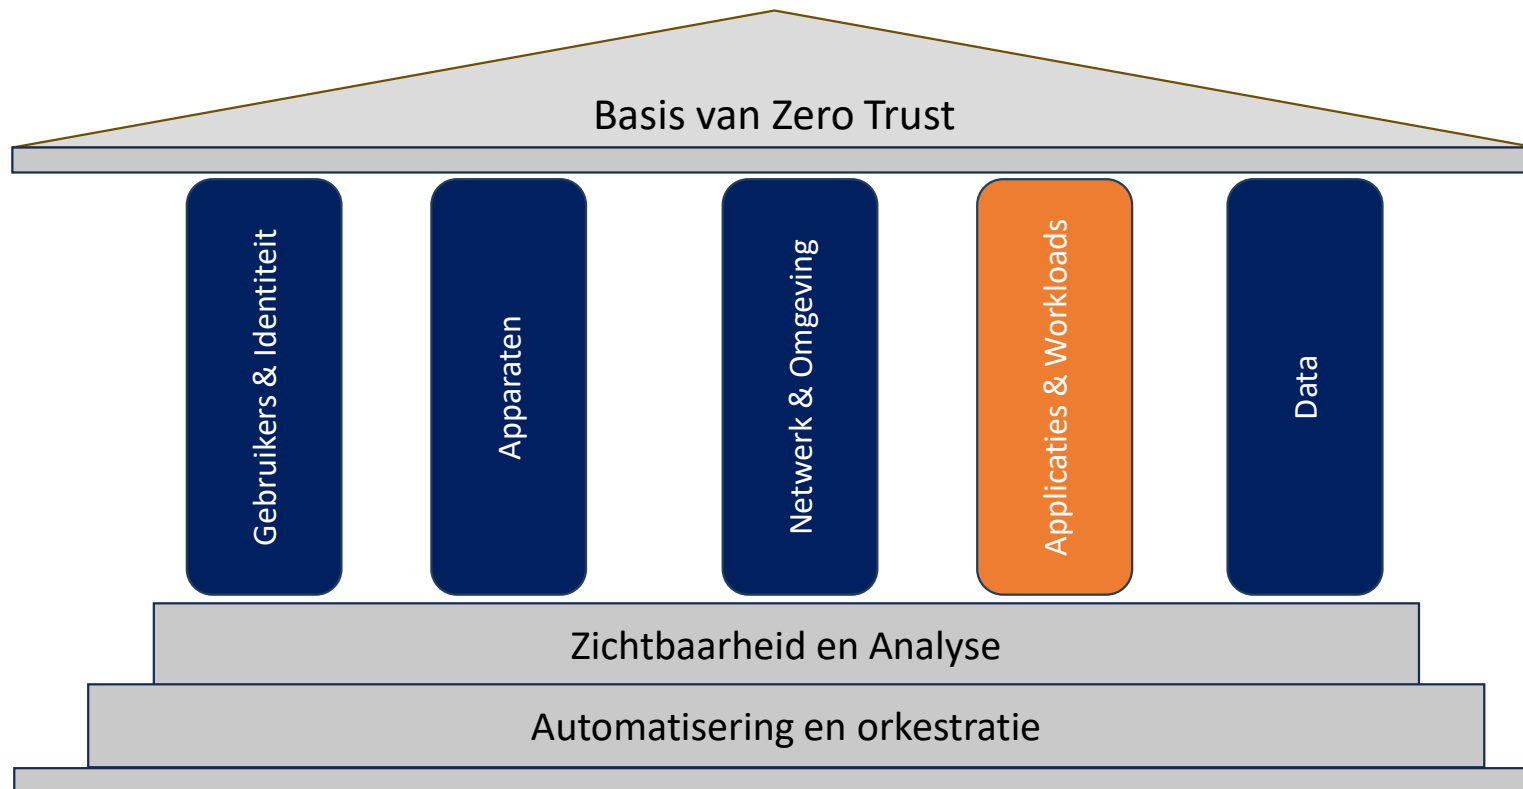 Basis van Zero Trust
Gebruikers & Identiteit
Apparaten
Netwerk & Omgeving
Applicaties & Workloads
Data
Zichtbaarheid en Analyse
Automatisering en orkestratie